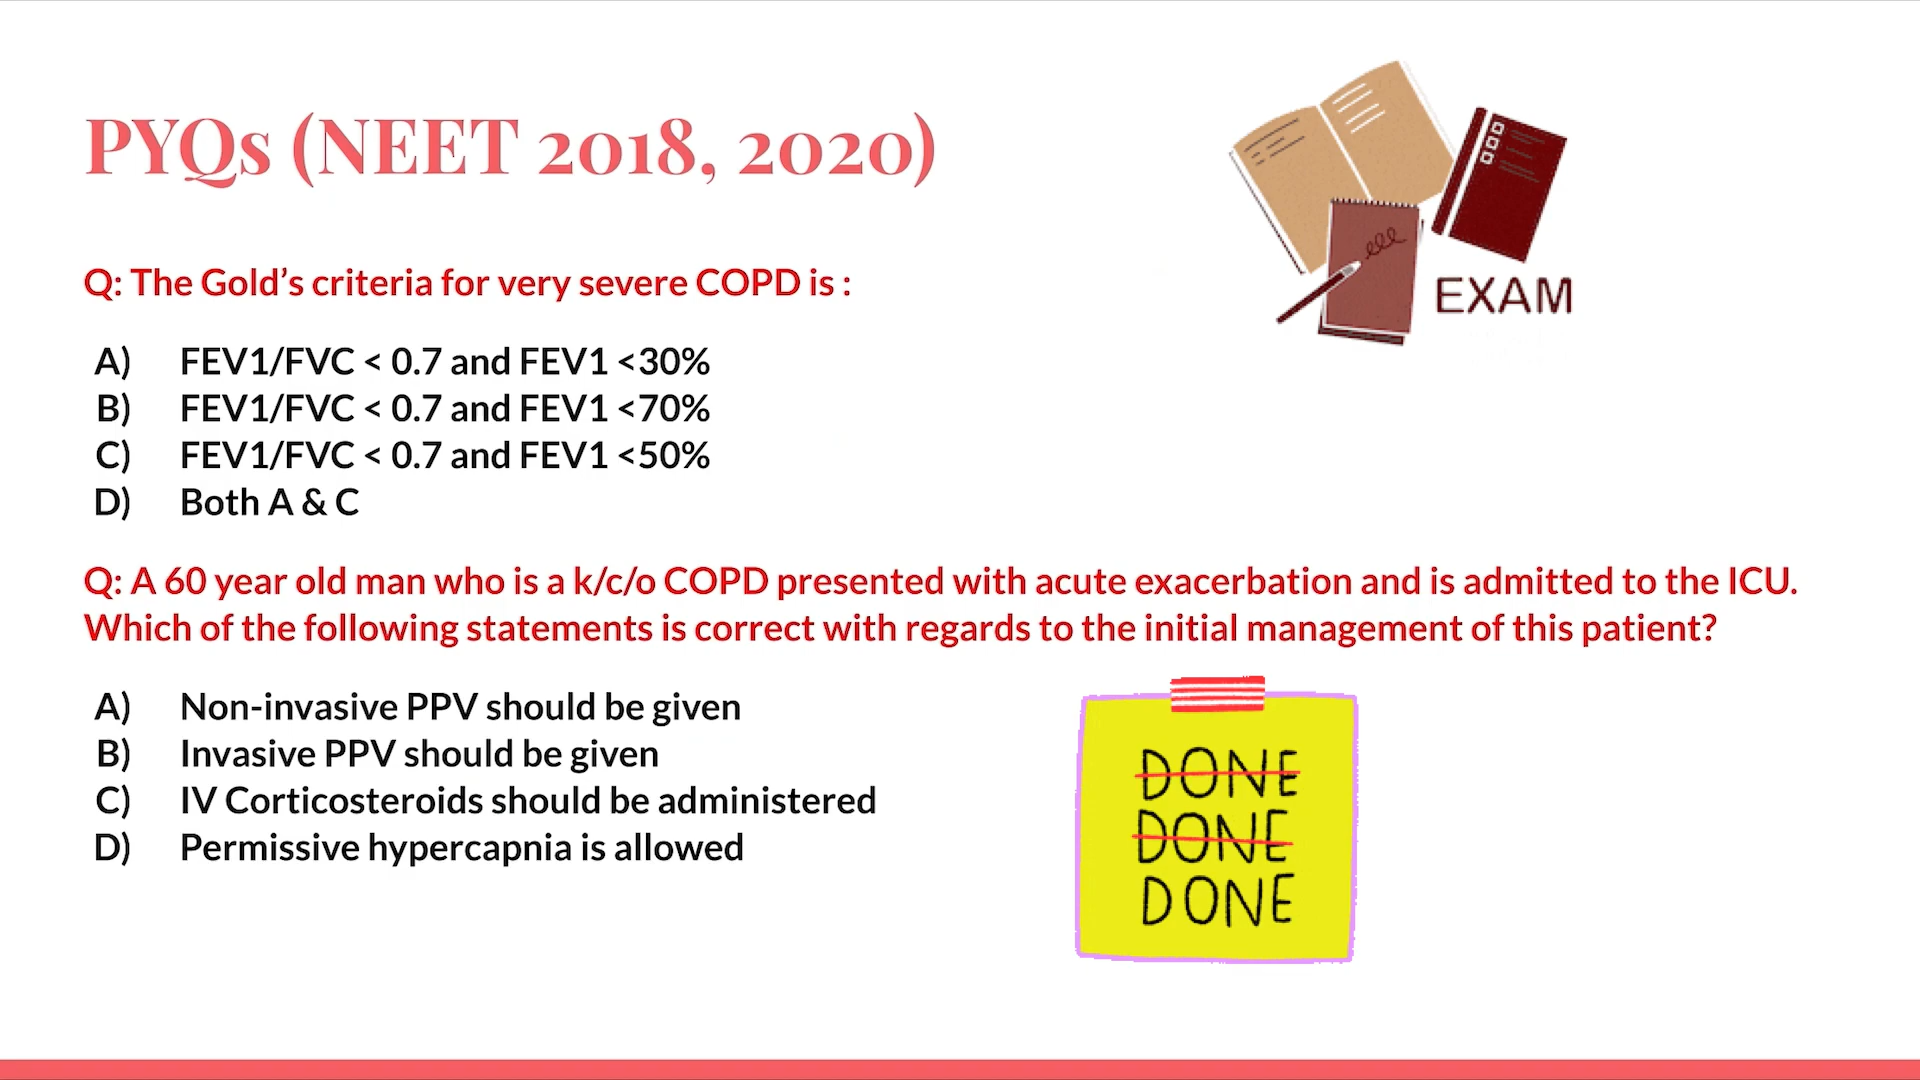 PYQs (NEET 2018, 2020)
EXAM
Q: The Gold’s criteria for very severe COPD is :
A) FEV1/FVC < 0.7 and FEV1 <30%
B) FEV1/FVC < 0.7 and FEV1 <70%
C) FEV1/FVC < 0.7 and FEV1 <50%
D) Both A & C
Q: A 60 year old man who is a k/c/o COPD presented with acute exacerbation and is admitted to the ICU.
Which of the following statements is correct with regards to the initial management of this patient?
A) Non-invasive PPV should be given
B) Invasive PPV should be given
C) IV Corticosteroids should be administered
D) Permissive hypercapnia is allowed
DONE
DONE
DONE